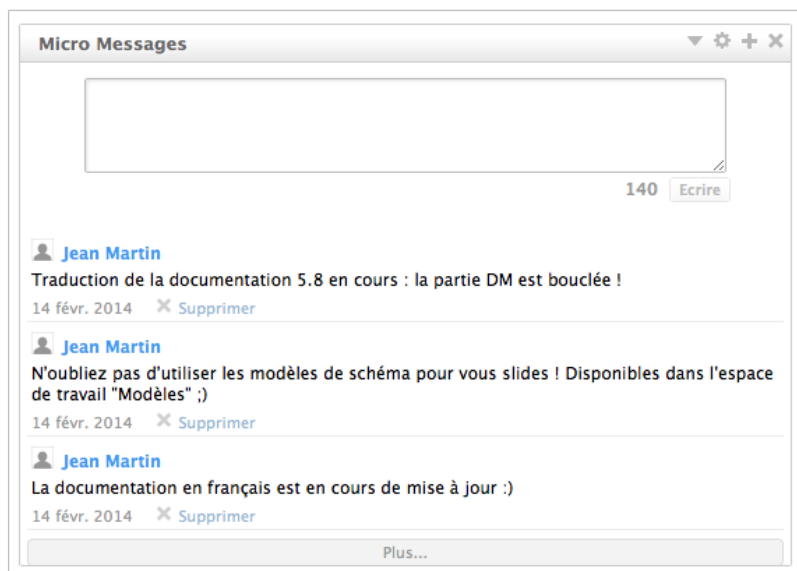 Micro Messages
140 Ecrire
Jean Martin
Traduction de la documentation 5.8 en cours : la partie DM est bouclée !
14 févr. 2014 Supprimer
Jean Martin
N'oubliez pas d'utiliser les modèles de schéma pour vous slides ! Disponibles dans l'espace
de travail "Modèles" ;)
14 févr. 2014 Supprimer
Jean Martin
La documentation en français est en cours de mise à jour :)
14 févr. 2014 Supprimer
Plus...